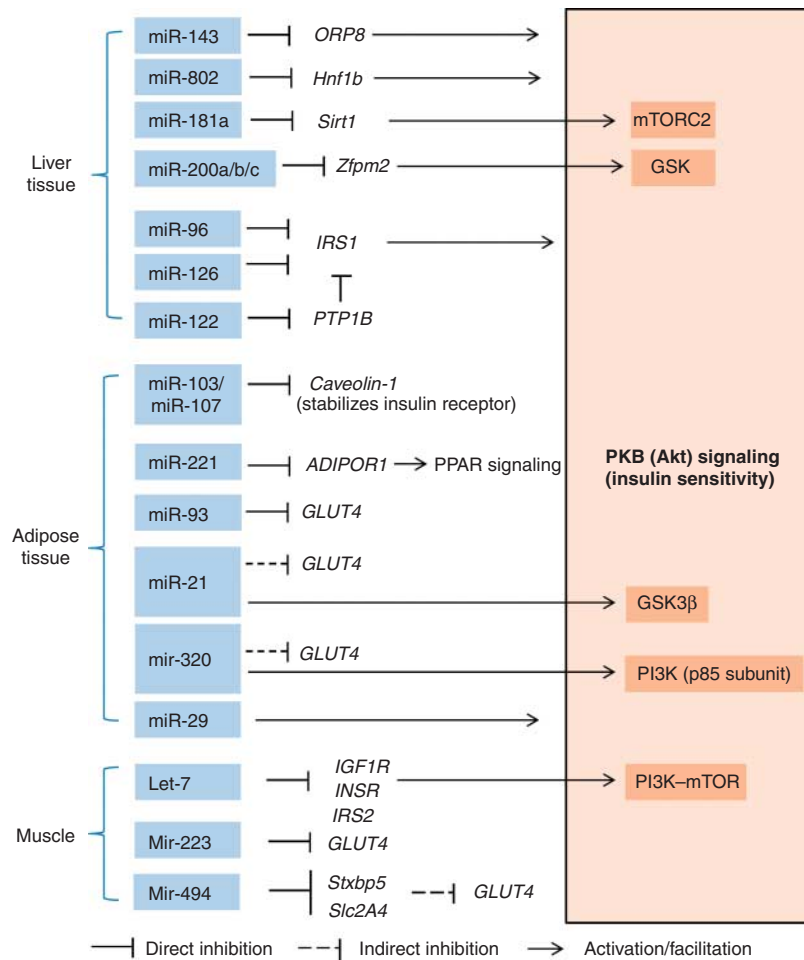 miR-143 ORP8
miR-802 Hnf1b
miR-181a Sirt1 mTORC2
miR-200a/b/c Zfpm2 GSK
Liver
tissue
miR-96
IRS1
miR-126
miR-122 PTP1B
miR-103/
miR-107
Caveolin-1
(stabilizes insulin receptor)
miR-221 ADIPOR1 PPAR signaling
PKB (Akt) signaling
(insulin sensitivity)
miR-93 GLUT4
Adipose
tissue
miR-21 GLUT4
GSK3β
mir-320 GLUT4
PI3K (p85 subunit)
miR-29
Let-7 IGF1R
INSR
IRS2
PI3K–mTOR
Muscle
Mir-223 GLUT4
Mir-494 Stxbp5
Slc2A4
GLUT4
Direct inhibition Indirect inhibition Activation/facilitation